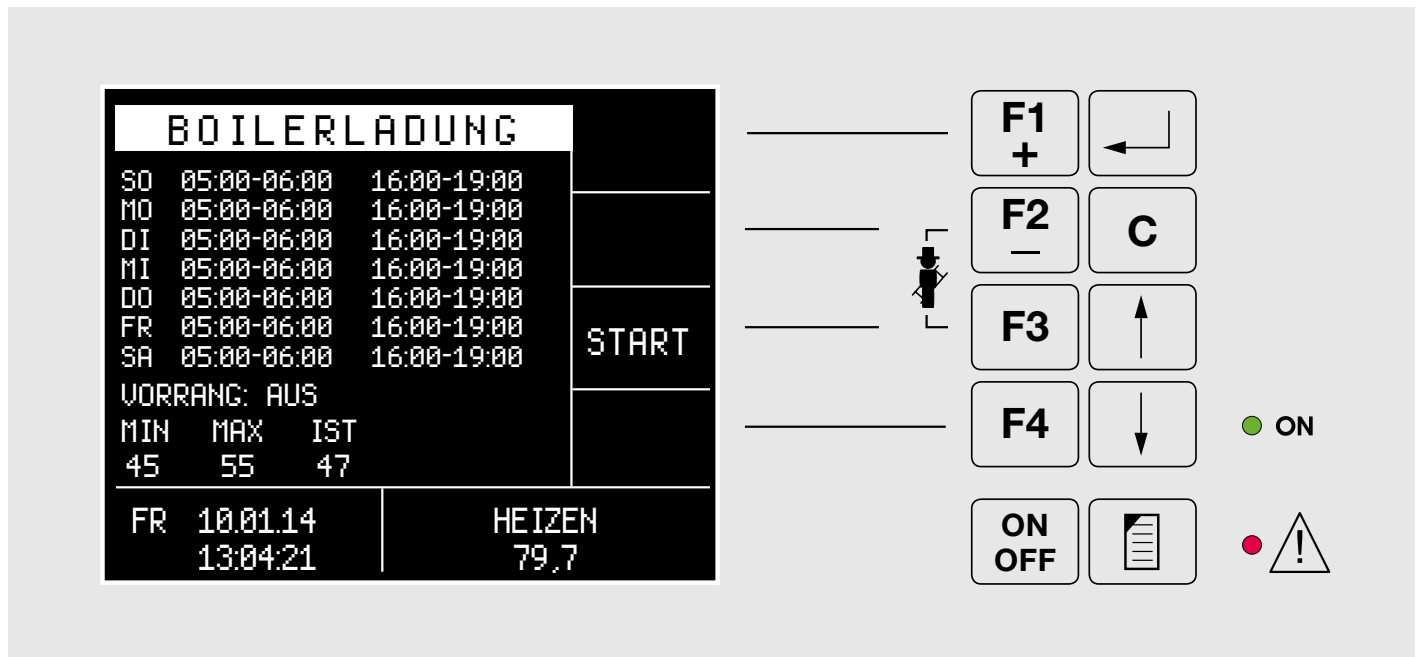 BOILERLADUNG
SO 05:00-06:00 16:00-19:00
MO 05:00-06:00 16:00-19:00
DI 05:00-06:00 16:00-19:00
MI 05:00-06:00 16:00-19:00
DO 05:00-06:00 16:00-19:00
FR 05:00-06:00 16:00-19:00
SA 05:00-06:00 16:00-19:00
VORRANG: AUS
MIN MAX IST
45 55 47
START
FR 10.01.14
13:04:21
HEIZEN
79,7
F1
+
F2
–
C
F3
F4
ON
OFF
ON
!